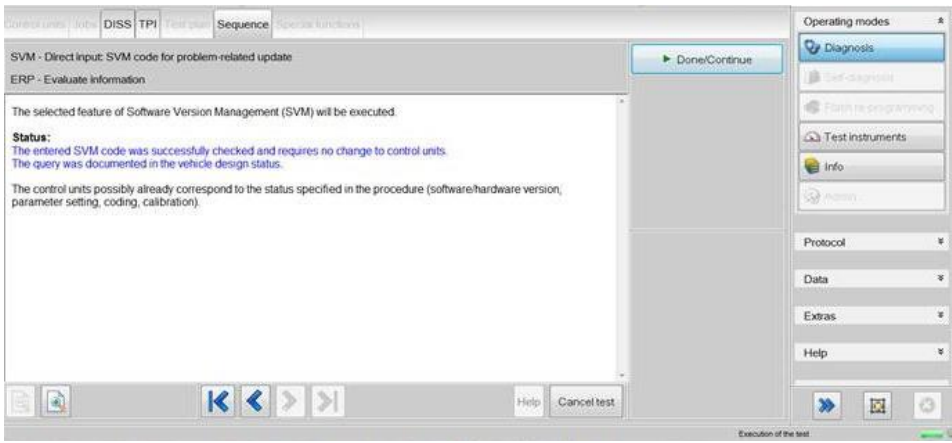 Control units
Jobs
DISS
TPI
Test plan
Sequence
Special functions
SVM - Direct input: SVM code for problem-related update
ERP - Evaluate information
Done/Continue
The selected feature of Software Version Management (SVM) will be executed.
Status:
The entered SVM code was successfully checked and requires no change to control units.
The query was documented in the vehicle design status.
The control units possibly already correspond to the status specified in the procedure (software/hardware version,
parameter setting, coding, calibration).
Help
Cancel test
Operating modes
Diagnosis
Self-diagnosis
Flash re-programming
Test instruments
Info
Admin
Protocol
Data
Extras
Help
Execution of the test